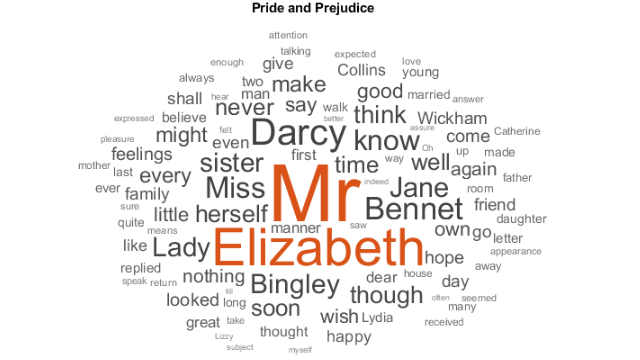 Pride and Prejudice
attention
talking
enough give expected love
always two Collins young
shall hear man make good married answer
believe never say walk think Wickham
expressed might felt even Darcy better know assure come Catherine
pleasure feelings sister first time way Oh well up made
mother last every Miss Mr indeed Jane again father
ever family room
sure little herself Bennet friend
quite means manner saw own go daughter
like Lady Elizabeth hope letter appearance
replied nothing dear house day away
speak return Bingley though often seemed
looked till long soon wish Lydia many
great take thought happy received
Lizzy
subject myself